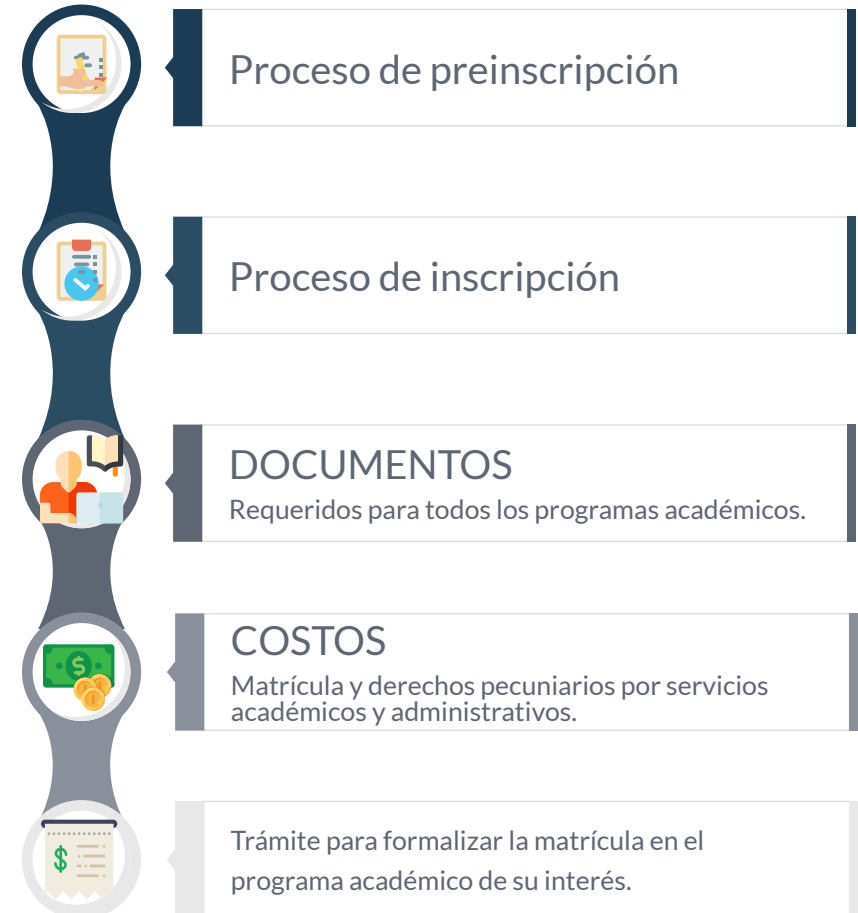 Proceso de preinscripción
Proceso de inscripción
DOCUMENTOS
Requeridos para todos los programas académicos.
COSTOS
Matrícula y derechos pecuniarios por servicios
académicos y administrativos.
Trámite para formalizar la matrícula en el
programa académico de su interés.